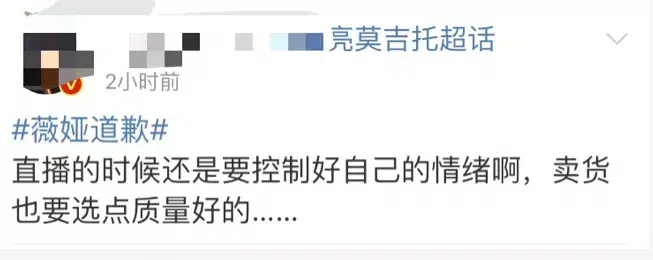 亮莫吉托超话
2小时前
#薇娅道歉#
直播的时候还是要控制好自己的情绪啊，卖货
也要选点质量好的……